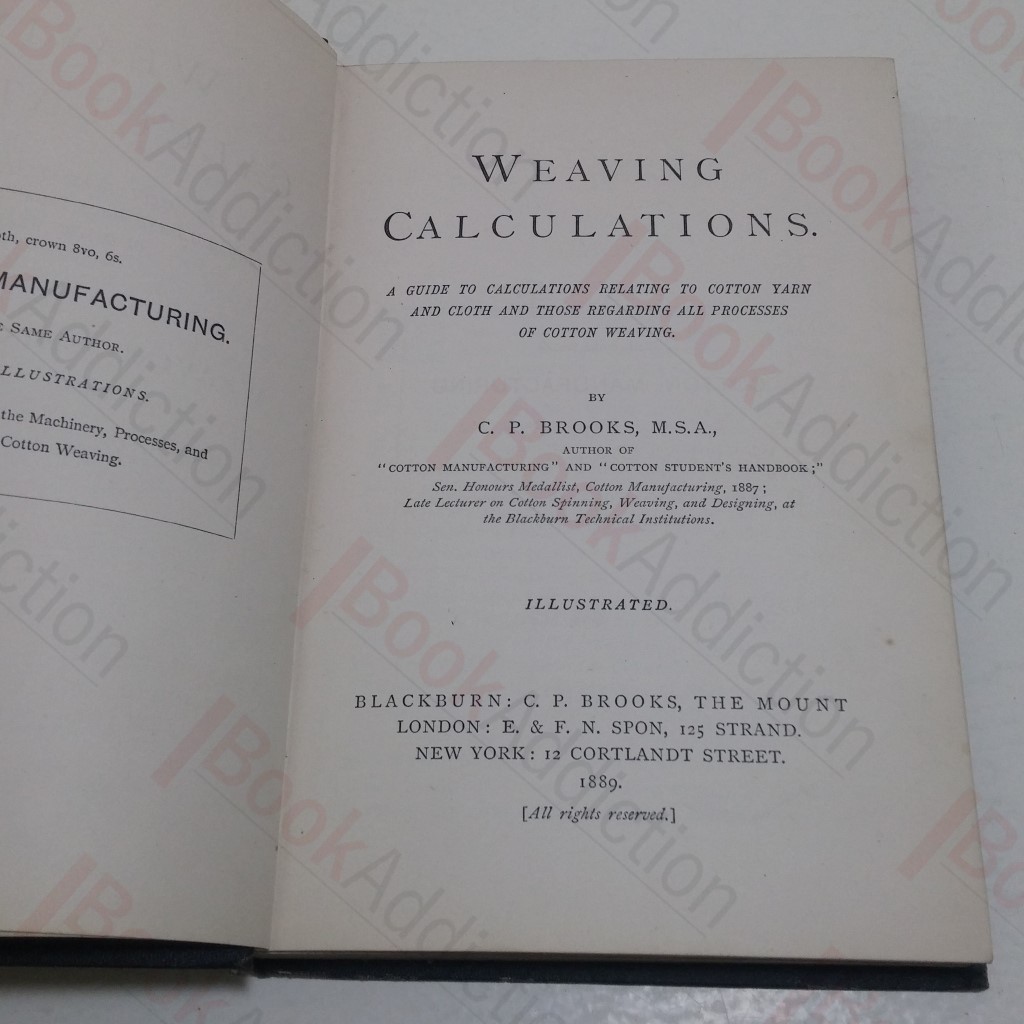 oth, crown 8vo, 6s.
MANUFACTURING.
E SAME AUTHOR.
LLUSTRATIONS.
the Machinery, Processes, and
Cotton Weaving.
WEAVING
CALCULATIONS.
A GUIDE TO CALCULATIONS RELATING TO COTTON YARN
AND CLOTH AND THOSE REGARDING ALL PROCESSES
OF COTTON WEAVING.
BY
C. P. BROOKS, M.S.A.,
AUTHOR OF
"COTTON MANUFACTURING" AND "COTTON STUDENT'S HANDBOOK;"
Sen. Honours Medallist, Cotton Manufacturing, 1887;
Late Lecturer on Cotton Spinning, Weaving, and Designing, at
the Blackburn Technical Institutions.
ILLUSTRATED.
BLACKBURN: C. P. BROOKS, THE MOUNT
LONDON: E. & F. N. SPON, 125 STRAND.
NEW YORK: 12 CORTLANDT STREET.
1889.
[All rights reserved.]
BookAddiction